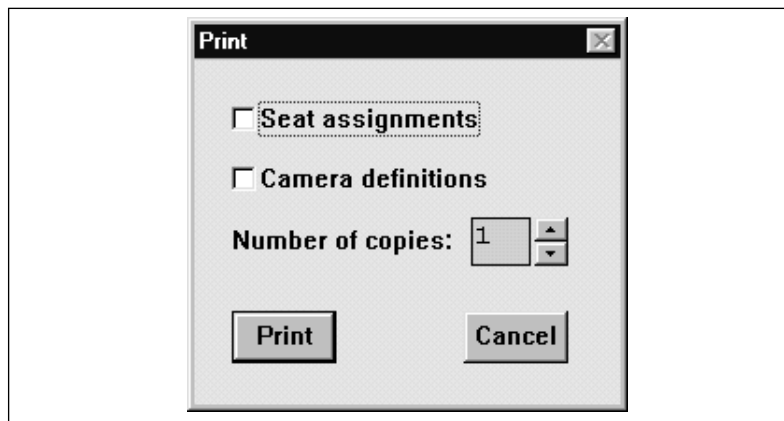 Print
Seat assignments
Camera definitions
Number of copies: 1
Print Cancel